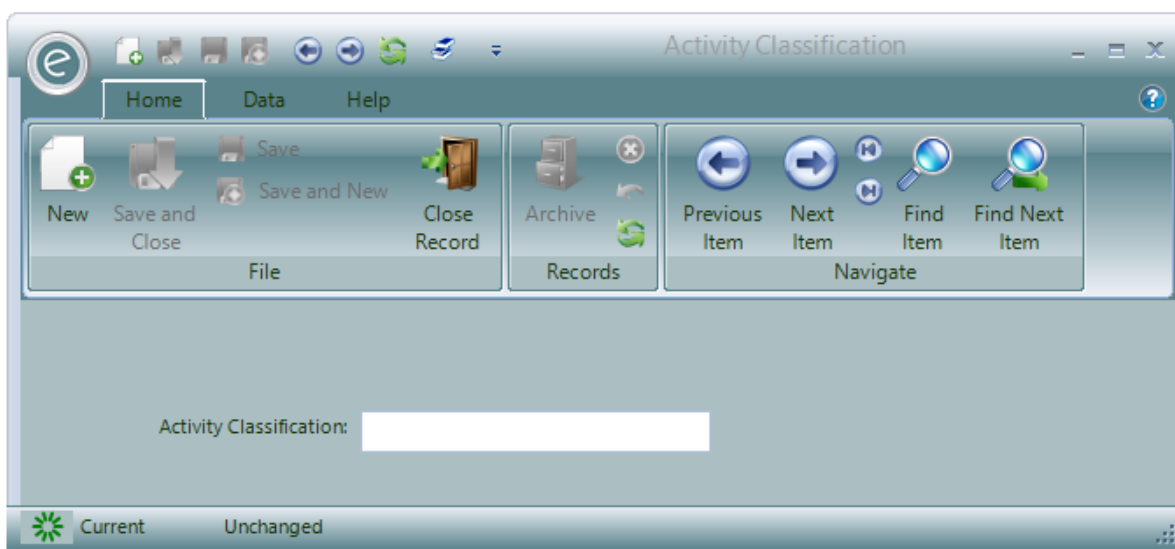 e
Activity Classification
Home Data Help
New
Save and Close
Save
Save and New
Close Record
File
Archive
Records
Previous Item
Next Item
Find Item
Find Next Item
Navigate
Activity Classification:
Current Unchanged